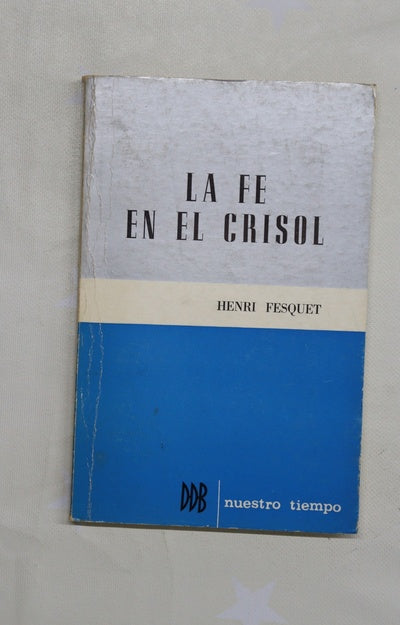 LA FE
EN EL CRISOL
HENRI FESQUET
DDB
nuestro tiempo